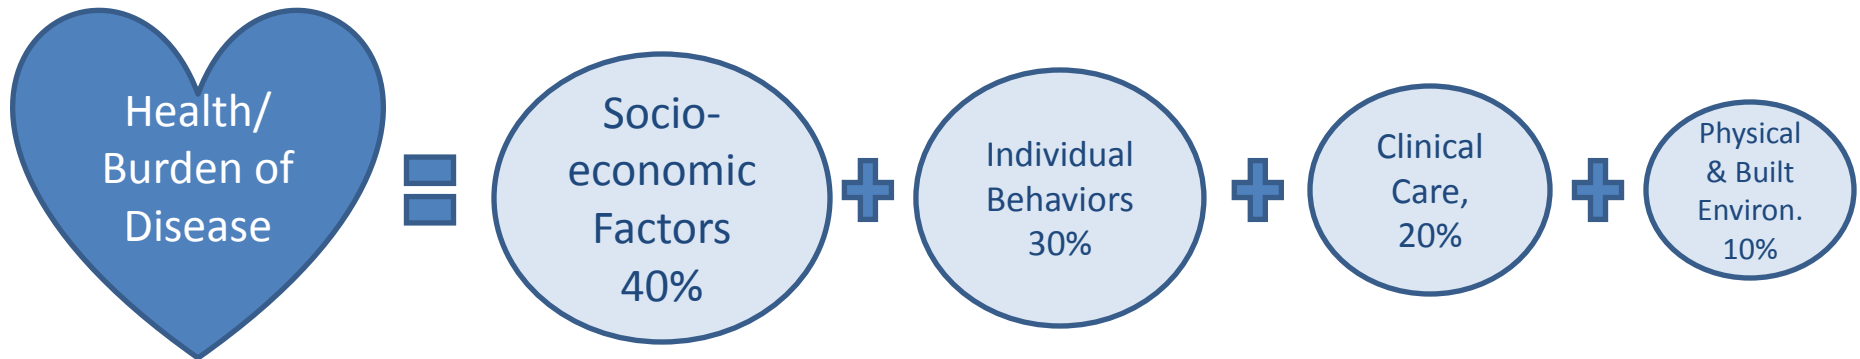 Health/
Burden of
Disease
Socio-
economic
Factors
40%
Individual
Behaviors
30%
Clinical
Care,
20%
Physical
& Built
Environ.
10%